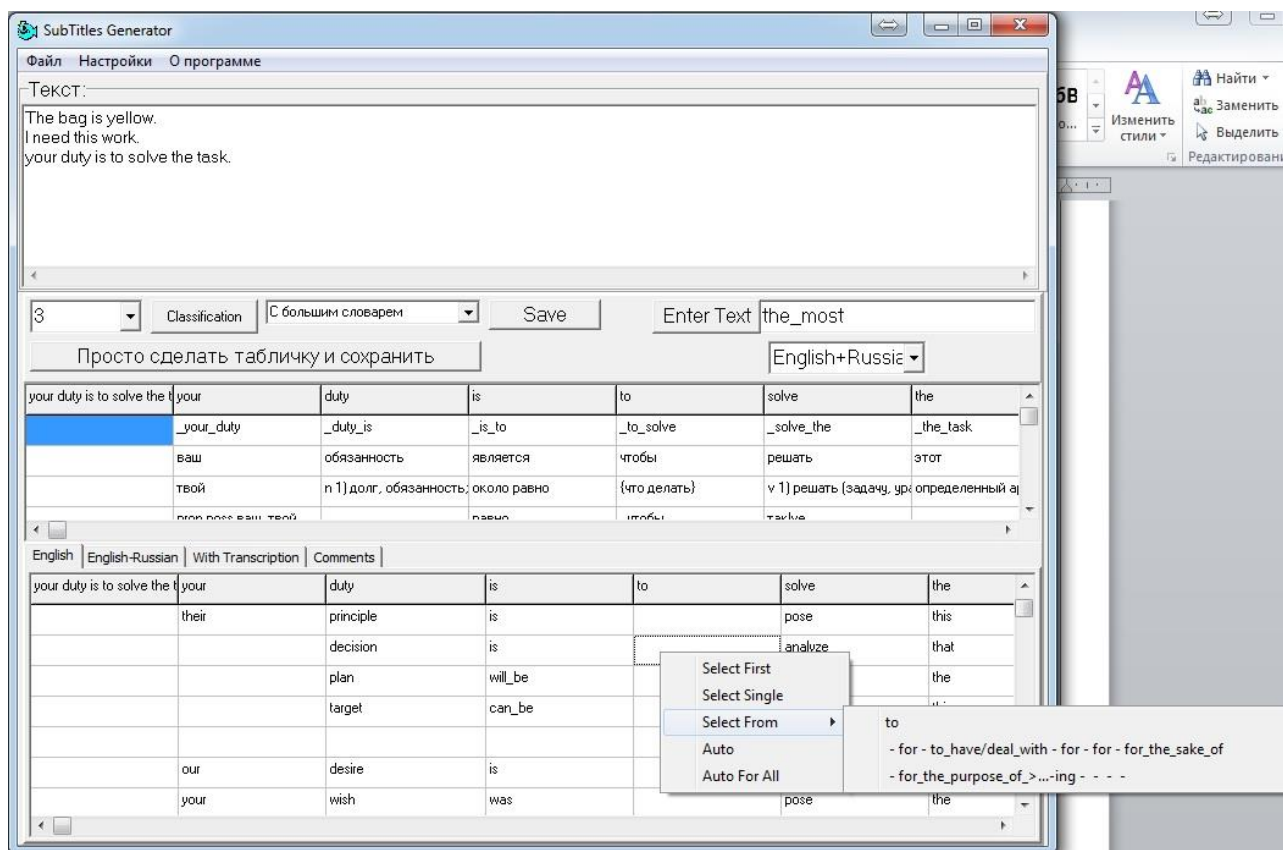 SubTitles Generator
Файл Настройки О программе
Текст:
The bag is yellow.
I need this work.
your duty is to solve the task.
3 Classification С большим словарем Save Enter Text the_most
Просто сделать табличку и сохранить English+Russia
your duty is to solve the t your duty is to solve the
_your_duty _duty_is _is_to _to_solve _solve_the _the_task
ваш обязанность является чтобы решать этот
твой n 1) долг, обязанность; около равно {что делать} v 1) решать (задачу, ура определенный а
English English-Russian With Transcription Comments
your duty is to solve the t your duty is to solve the
their principle is pose this
decision is analyze that
plan will_be the
target can_be
our desire is
your wish was pose the
Select First
Select Single
Select From
Auto
Auto For All
to
- for - to_have/deal_with - for - for - for_the_sake_of
- for_the_purpose_of_>...-ing - - - -
Найти
Заменить
Выделить
Изменить
стили
Редактировани